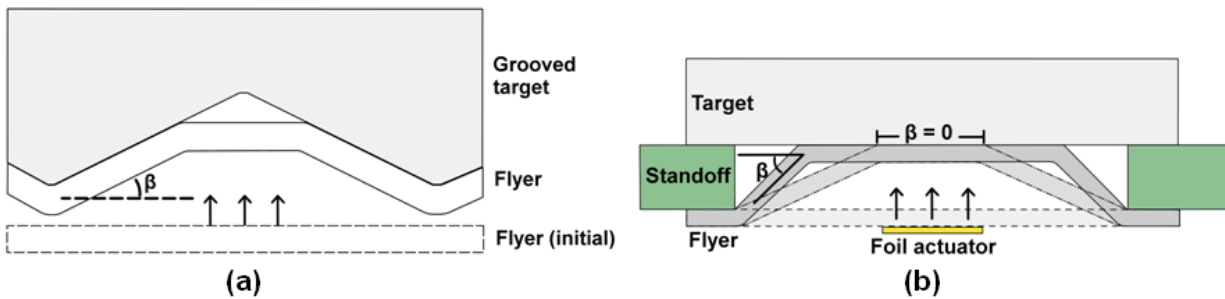 Grooved
target
β
Flyer
Flyer (initial)
(a)
Target
β = 0
Standoff
β
Flyer
Foil actuator
(b)